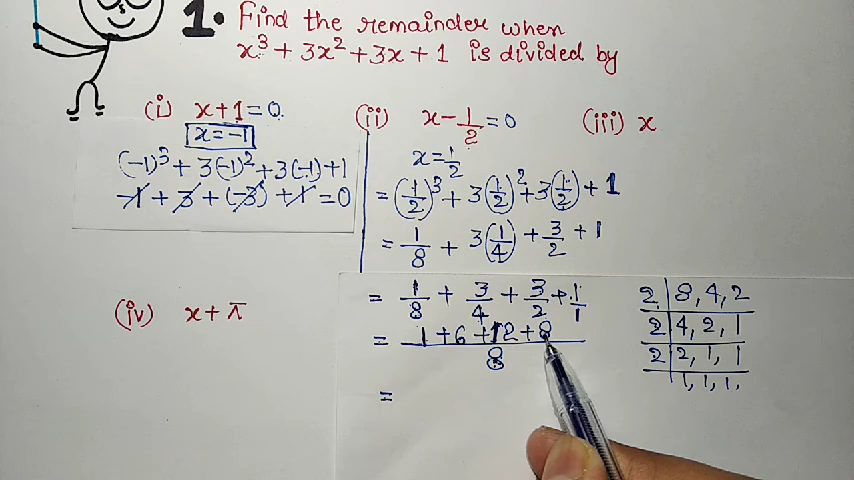 1. Find the remainder when
x³ + 3x² + 3x + 1 is divided by
(i) x + 1 = 0
x = -1
(-1)³ + 3(-1)² + 3(-1) + 1
-1 + 3 + (-3) + 1 = 0
(ii) x - 1/2 = 0
x = 1/2
= (1/2)³ + 3(1/2)² + 3(1/2) + 1
= 1/8 + 3(1/4) + 3/2 + 1
= 1/8 + 3/4 + 3/2 + 1/1
= (1 + 6 + 12 + 8)/8
=
2 | 8, 4, 2
2 | 4, 2, 1
2 | 2, 1, 1
1, 1, 1,
(iii) x
(iv) x + π